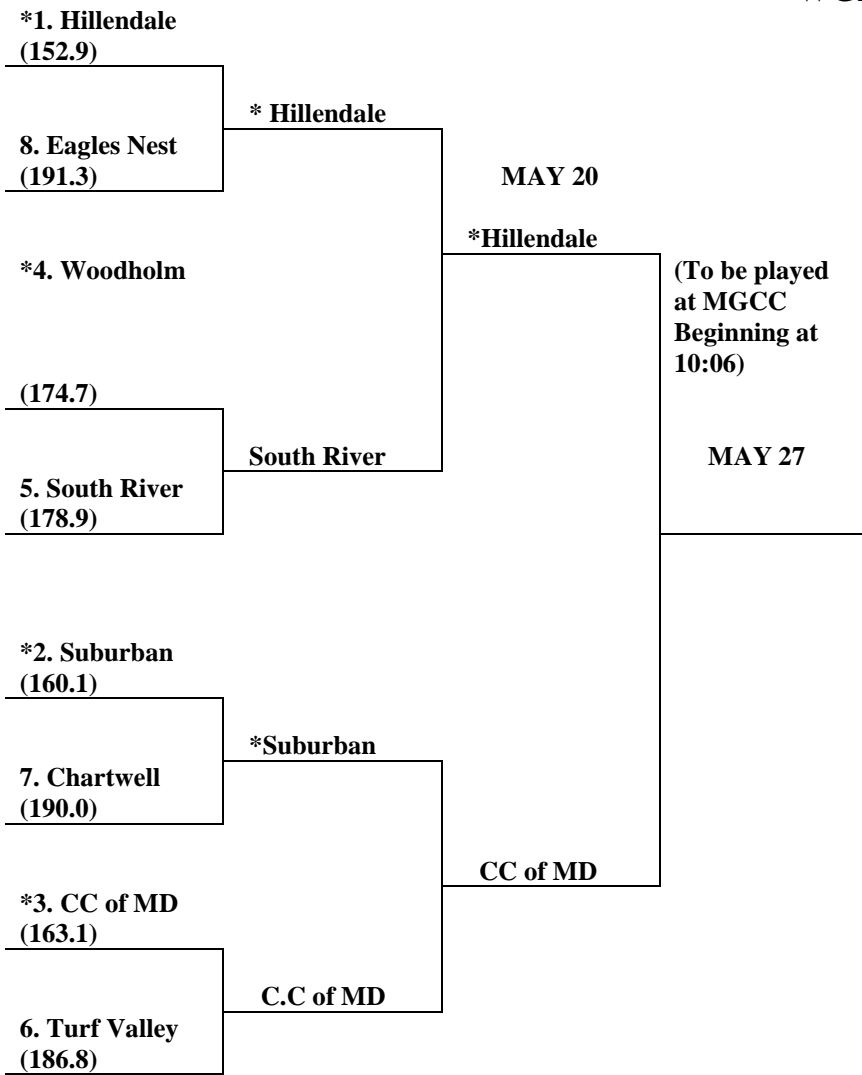 *1. Hillendale
(152.9)
* Hillendale
8. Eagles Nest
(191.3)
MAY 20
*Hillendale
*4. Woodholm
(To be played
at MGCC
Beginning at
10:06)
(174.7)
South River
MAY 27
5. South River
(178.9)
*2. Suburban
(160.1)
*Suburban
7. Chartwell
(190.0)
CC of MD
*3. CC of MD
(163.1)
C.C of MD
6. Turf Valley
(186.8)